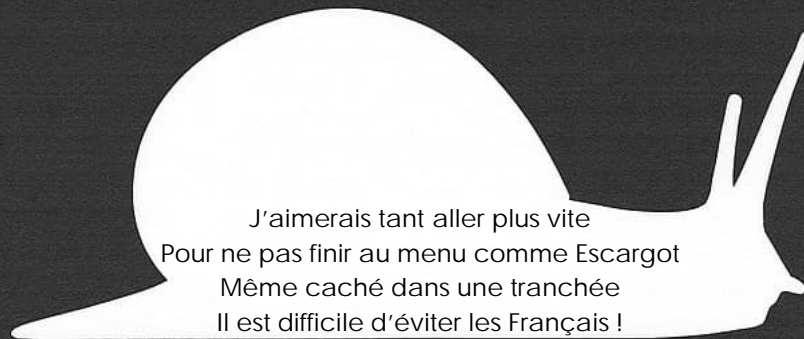 J’aimerais tant aller plus vite
Pour ne pas finir au menu comme Escargot
Même caché dans une tranchée
Il est difficile d’éviter les Français !